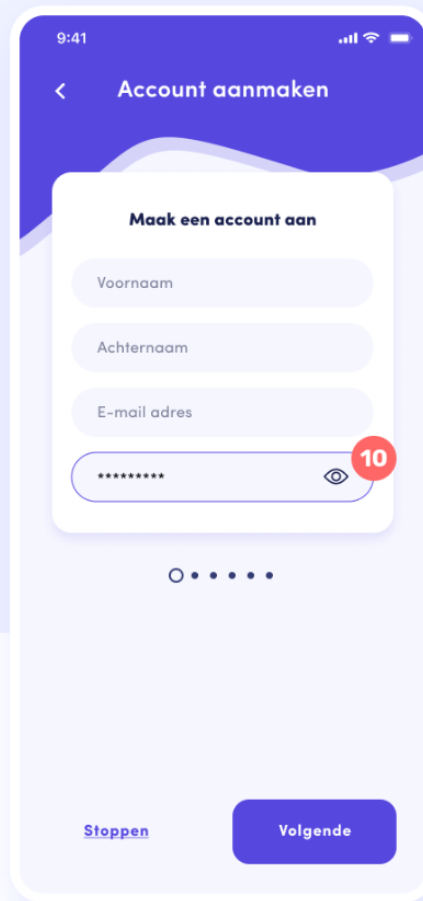 9:41
Account aanmaken
Maak een account aan
Voornaam
Achternaam
E-mail adres
*********
10
Stoppen
Volgende